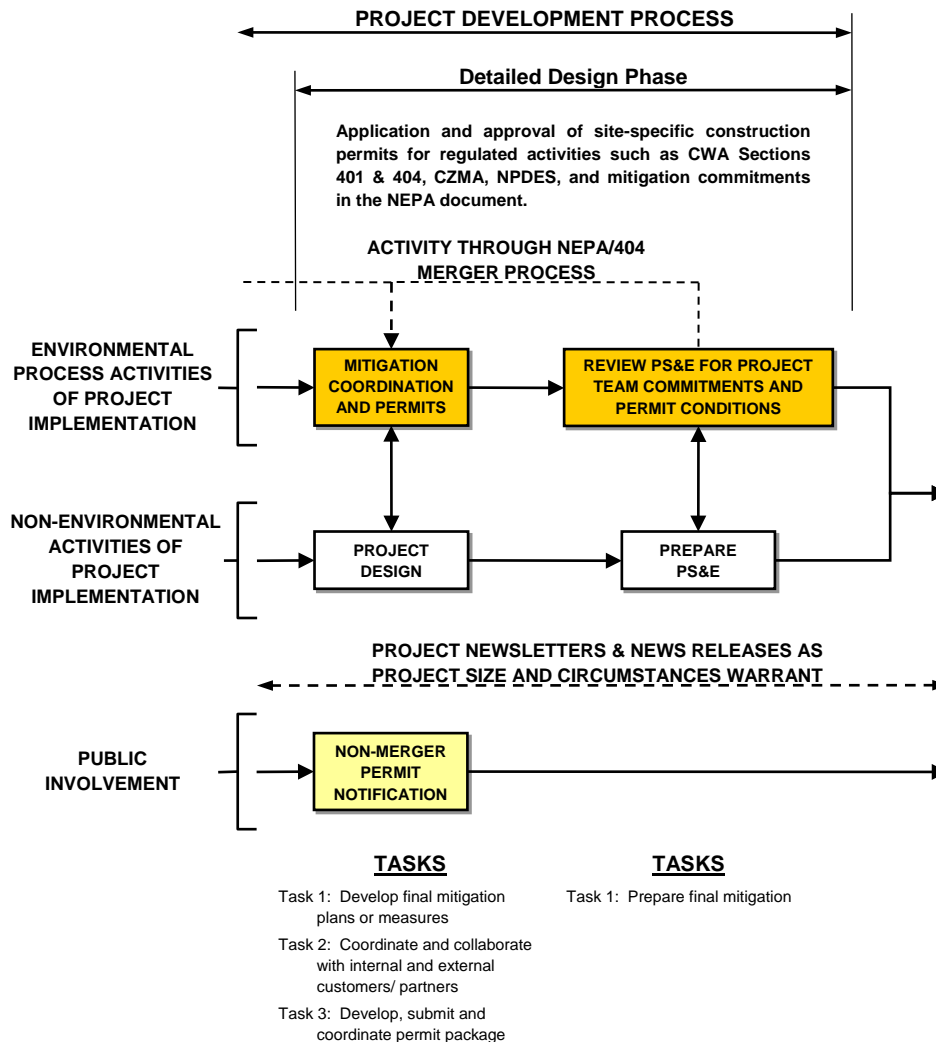 PROJECT DEVELOPMENT PROCESS
Detailed Design Phase
Application and approval of site-specific construction
permits for regulated activities such as CWA Sections
401 & 404, CZMA, NPDES, and mitigation commitments
in the NEPA document.
ACTIVITY THROUGH NEPA/404
MERGER PROCESS
ENVIRONMENTAL
PROCESS ACTIVITIES
OF PROJECT
IMPLEMENTATION
MITIGATION
COORDINATION
AND PERMITS
REVIEW PS&E FOR PROJECT
TEAM COMMITMENTS AND
PERMIT CONDITIONS
NON-ENVIRONMENTAL
ACTIVITIES OF
PROJECT
IMPLEMENTATION
PROJECT
DESIGN
PREPARE
PS&E
PROJECT NEWSLETTERS & NEWS RELEASES AS
PROJECT SIZE AND CIRCUMSTANCES WARRANT
PUBLIC
INVOLVEMENT
NON-MERGER
PERMIT
NOTIFICATION
TASKS
Task 1: Develop final mitigation
plans or measures
Task 2: Coordinate and collaborate
with internal and external
customers/ partners
Task 3: Develop, submit and
coordinate permit package
TASKS
Task 1: Prepare final mitigation